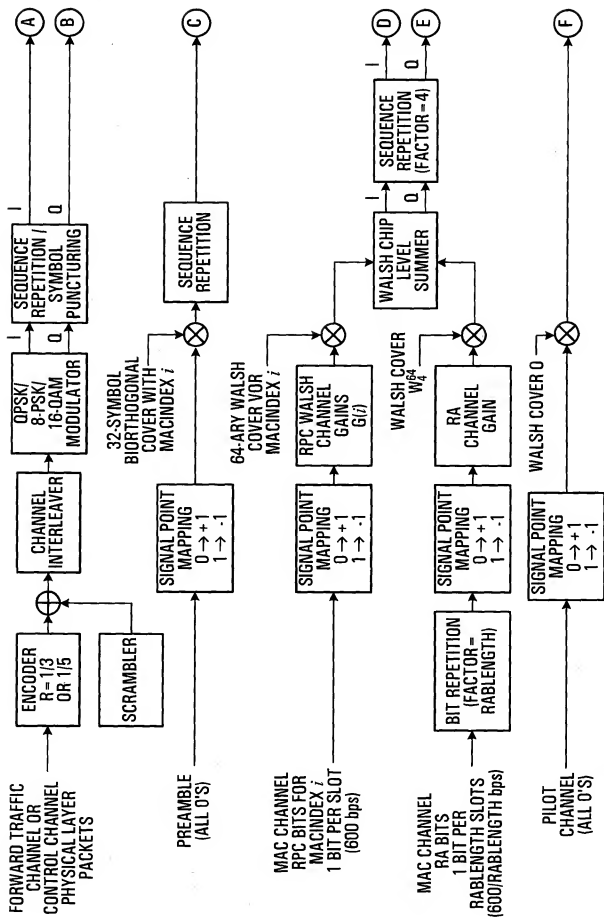 FORWARD TRAFFIC
CHANNEL OR
CONTROL CHANNEL
PHYSICAL LAYER
PACKETS
ENCODER
R=1/3
OR 1/5
SCRAMBLER
CHANNEL
INTERLEAVER
QPSK/
8-PSK/
16-QAM
MODULATOR
I
Q
SEQUENCE
REPETITION /
SYMBOL
PUNCTURING
I
Q
A
B
PREAMBLE
(ALL 0'S)
SIGNAL POINT
MAPPING
0→+1
1→-1
32-SYMBOL
BIORTHOGONAL
COVER WITH
MACINDEX i
SEQUENCE
REPETITION
C
MAC CHANNEL
RPC BITS FOR
MACINDEX i
1 BIT PER SLOT
(600 bps)
SIGNAL POINT
MAPPING
0→+1
1→-1
RPC WALSH
CHANNEL
GAINS
G(i)
64-ARY WALSH
COVER VOR
MACINDEX i
WALSH CHIP
LEVEL
SUMMER
I
Q
SEQUENCE
REPETITION
(FACTOR=4)
I
Q
D
E
MAC CHANNEL
RA BITS
1 BIT PER
RABLENGTH SLOTS
(600/RABLENGTH bps)
BIT REPETITION
(FACTOR=
RABLENGTH)
SIGNAL POINT
MAPPING
0→+1
1→-1
RA
CHANNEL
GAIN
WALSH COVER
W⁶⁴₄
PILOT
CHANNEL
(ALL 0'S)
SIGNAL POINT
MAPPING
0→+1
1→-1
WALSH COVER 0
F